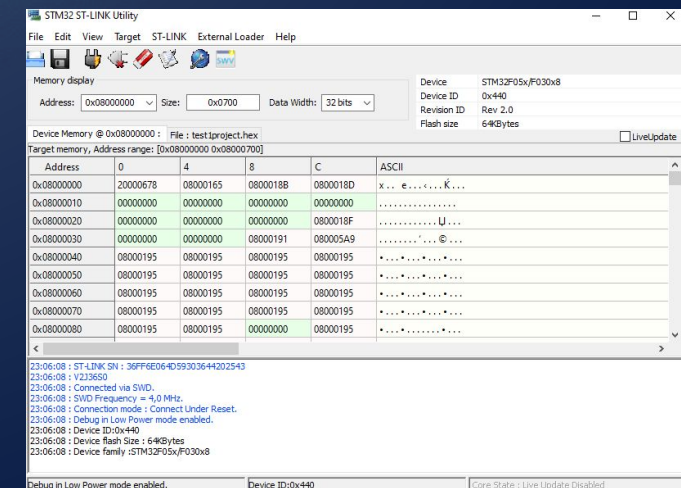 STM32 ST-LINK Utility
File Edit View Target ST-LINK External Loader Help
SWV
Memory display
Address: 0x08000000 Size: 0x0700 Data Width: 32 bits
Device STM32F05x/F030x8
Device ID 0x440
Revision ID Rev 2.0
Flash size 64KBytes
LiveUpdate
Device Memory @ 0x08000000 : File : test1project.hex
Target memory, Address range: [0x08000000 0x08000700]
Address 0 4 8 C ASCII
0x08000000 20000678 08000165 0800018B 0800018D x.. e...‹...Ќ...
0x08000010 00000000 00000000 00000000 00000000 ................
0x08000020 00000000 00000000 00000000 0800018F ............Џ...
0x08000030 00000000 00000000 08000191 080005A9 ........‘...©...
0x08000040 08000195 08000195 08000195 08000195 •...•...•...•...
0x08000050 08000195 08000195 08000195 08000195 •...•...•...•...
0x08000060 08000195 08000195 08000195 08000195 •...•...•...•...
0x08000070 08000195 08000195 08000195 08000195 •...•...•...•...
0x08000080 08000195 08000195 00000000 08000195 •...•.......•...
23:06:08 : ST-LINK SN : 36FF6E064D59303644202543
23:06:08 : V2J36S0
23:06:08 : Connected via SWD.
23:06:08 : SWD Frequency = 4,0 MHz.
23:06:08 : Connection mode : Connect Under Reset.
23:06:08 : Debug in Low Power mode enabled.
23:06:08 : Device ID:0x440
23:06:08 : Device flash Size : 64KBytes
23:06:08 : Device family :STM32F05x/F030x8
Debug in Low Power mode enabled. Device ID:0x440 Core State : Live Update Disabled